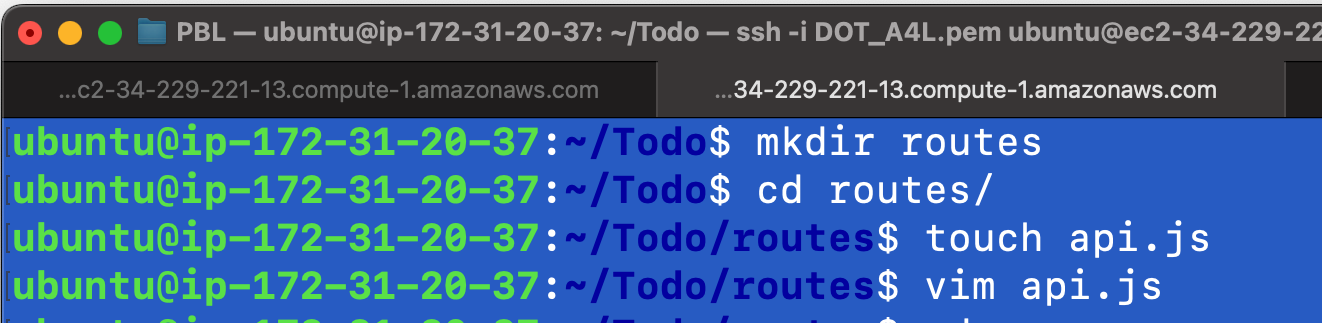 PBL — ubuntu@ip-172-31-20-37: ~/Todo — ssh -i DOT_A4L.pem ubuntu@ec2-34-229-22
...c2-34-229-221-13.compute-1.amazonaws.com
...34-229-221-13.compute-1.amazonaws.com
ubuntu@ip-172-31-20-37:~/Todo$ mkdir routes
ubuntu@ip-172-31-20-37:~/Todo$ cd routes/
ubuntu@ip-172-31-20-37:~/Todo/routes$ touch api.js
ubuntu@ip-172-31-20-37:~/Todo/routes$ vim api.js